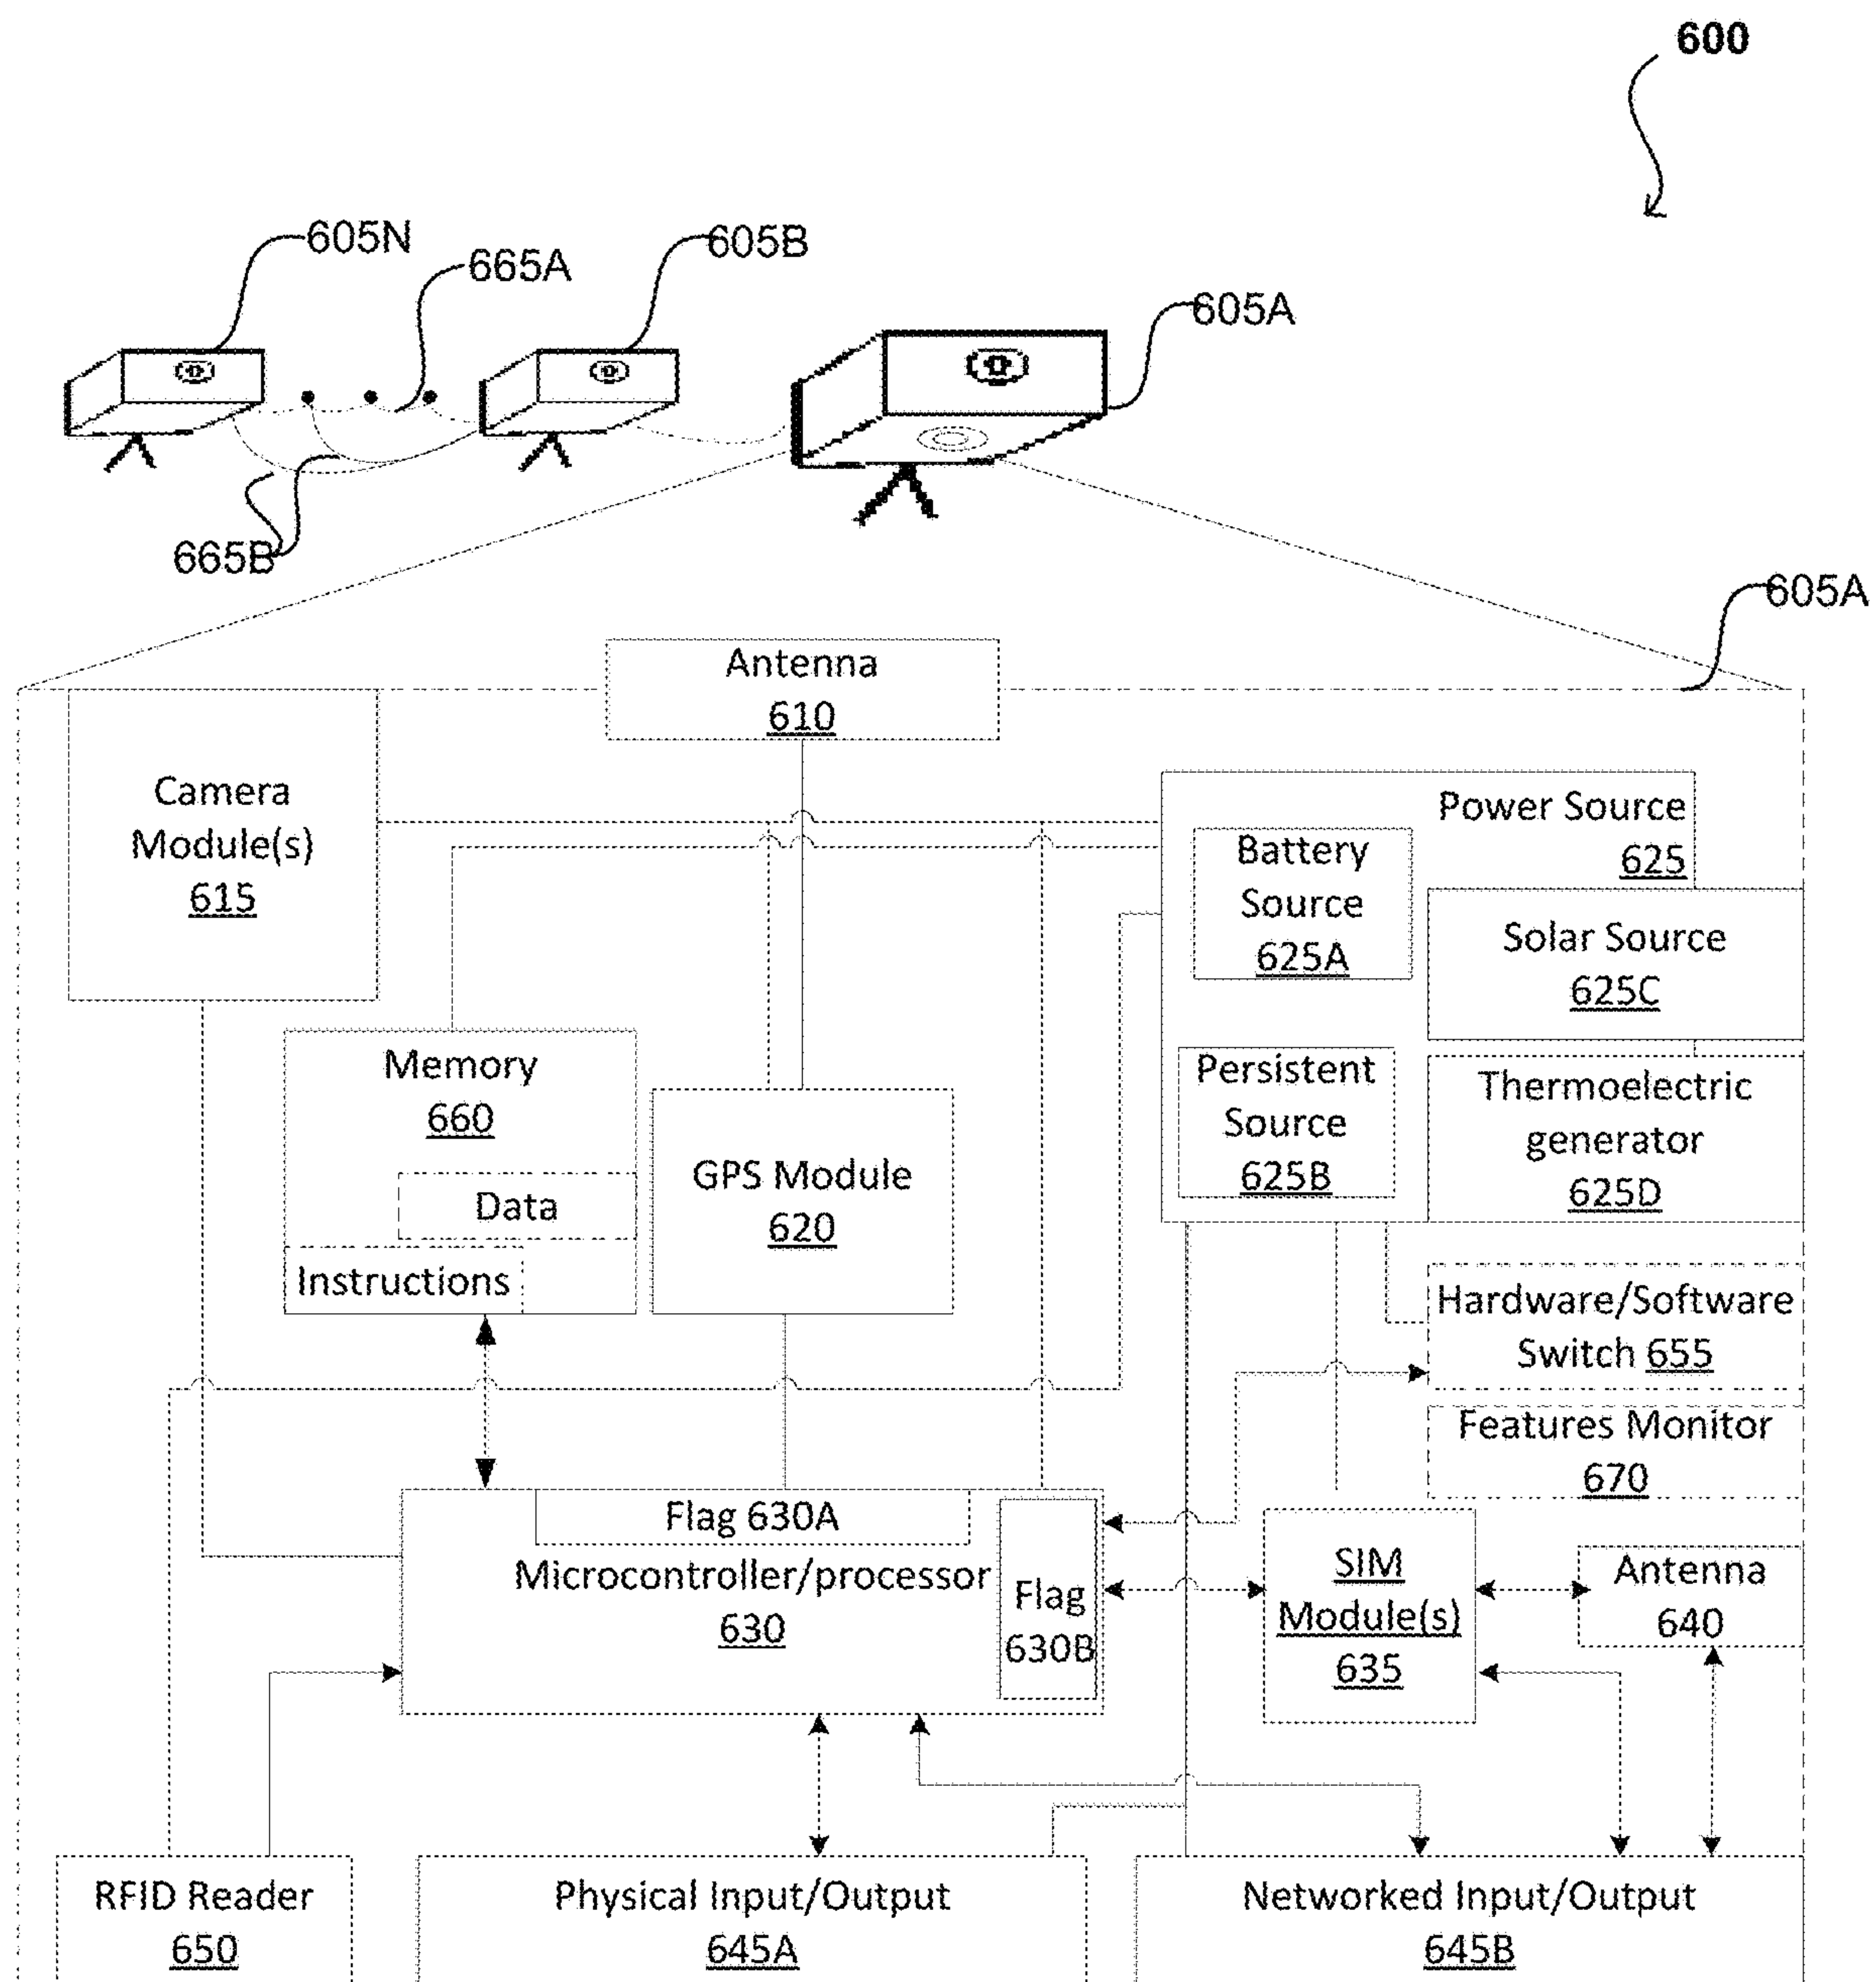 600
605N
665A
605B
605A
665B
605A
Antenna
610
Camera
Module(s)
615
Power Source
625
Battery
Source
625A
Solar Source
625C
Persistent
Source
625B
Thermoelectric
generator
625D
Memory
660
Data
Instructions
GPS Module
620
Hardware/Software
Switch 655
Features Monitor
670
Flag 630A
Microcontroller/processor
630
Flag
630B
SIM
Module(s)
635
Antenna
640
RFID Reader
650
Physical Input/Output
645A
Networked Input/Output
645B